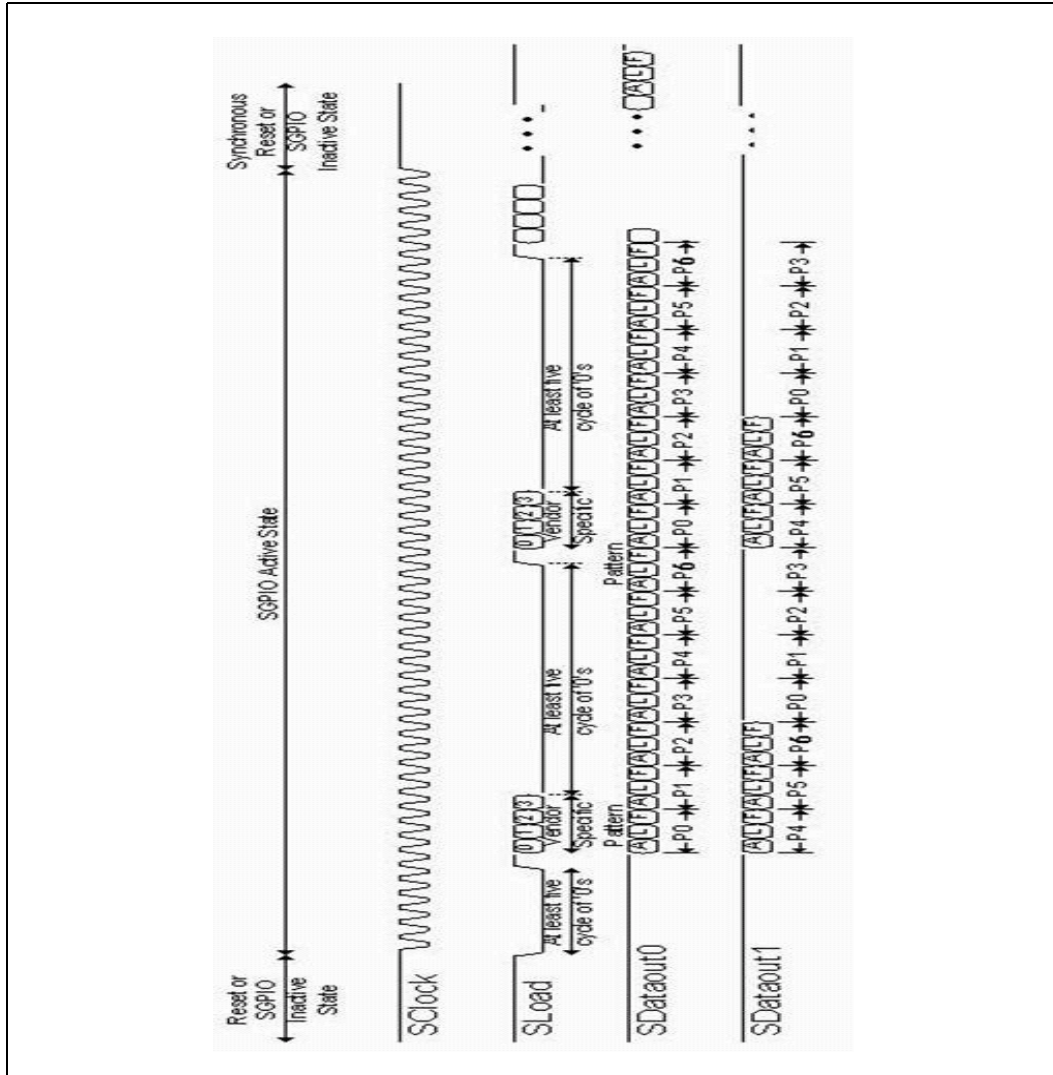 Reset or
SGPIO
Inactive
State
SGPIO Active State
Synchronous
Reset or
SGPIO
Inactive State
SClock
SLoad
At least five
cycle of '0's
0 1 2 3
Vendor
Specific
At least five
cycle of '0's
0 1 2 3
Vendor
Specific
At least five
cycle of '0's
Pattern
Pattern
SDataout0
A L F A L F A L F A L F A L F A L F A L F A L F A L F A L F A L F A L F A L F A L F
A L F
P0 P1 P2 P3 P4 P5 P6 P0 P1 P2 P3 P4 P5 P6
SDataout1
A L F A L F A L F
A L F A L F A L F
P4 P5 P6 P0 P1 P2 P3 P4 P5 P6 P0 P1 P2 P3